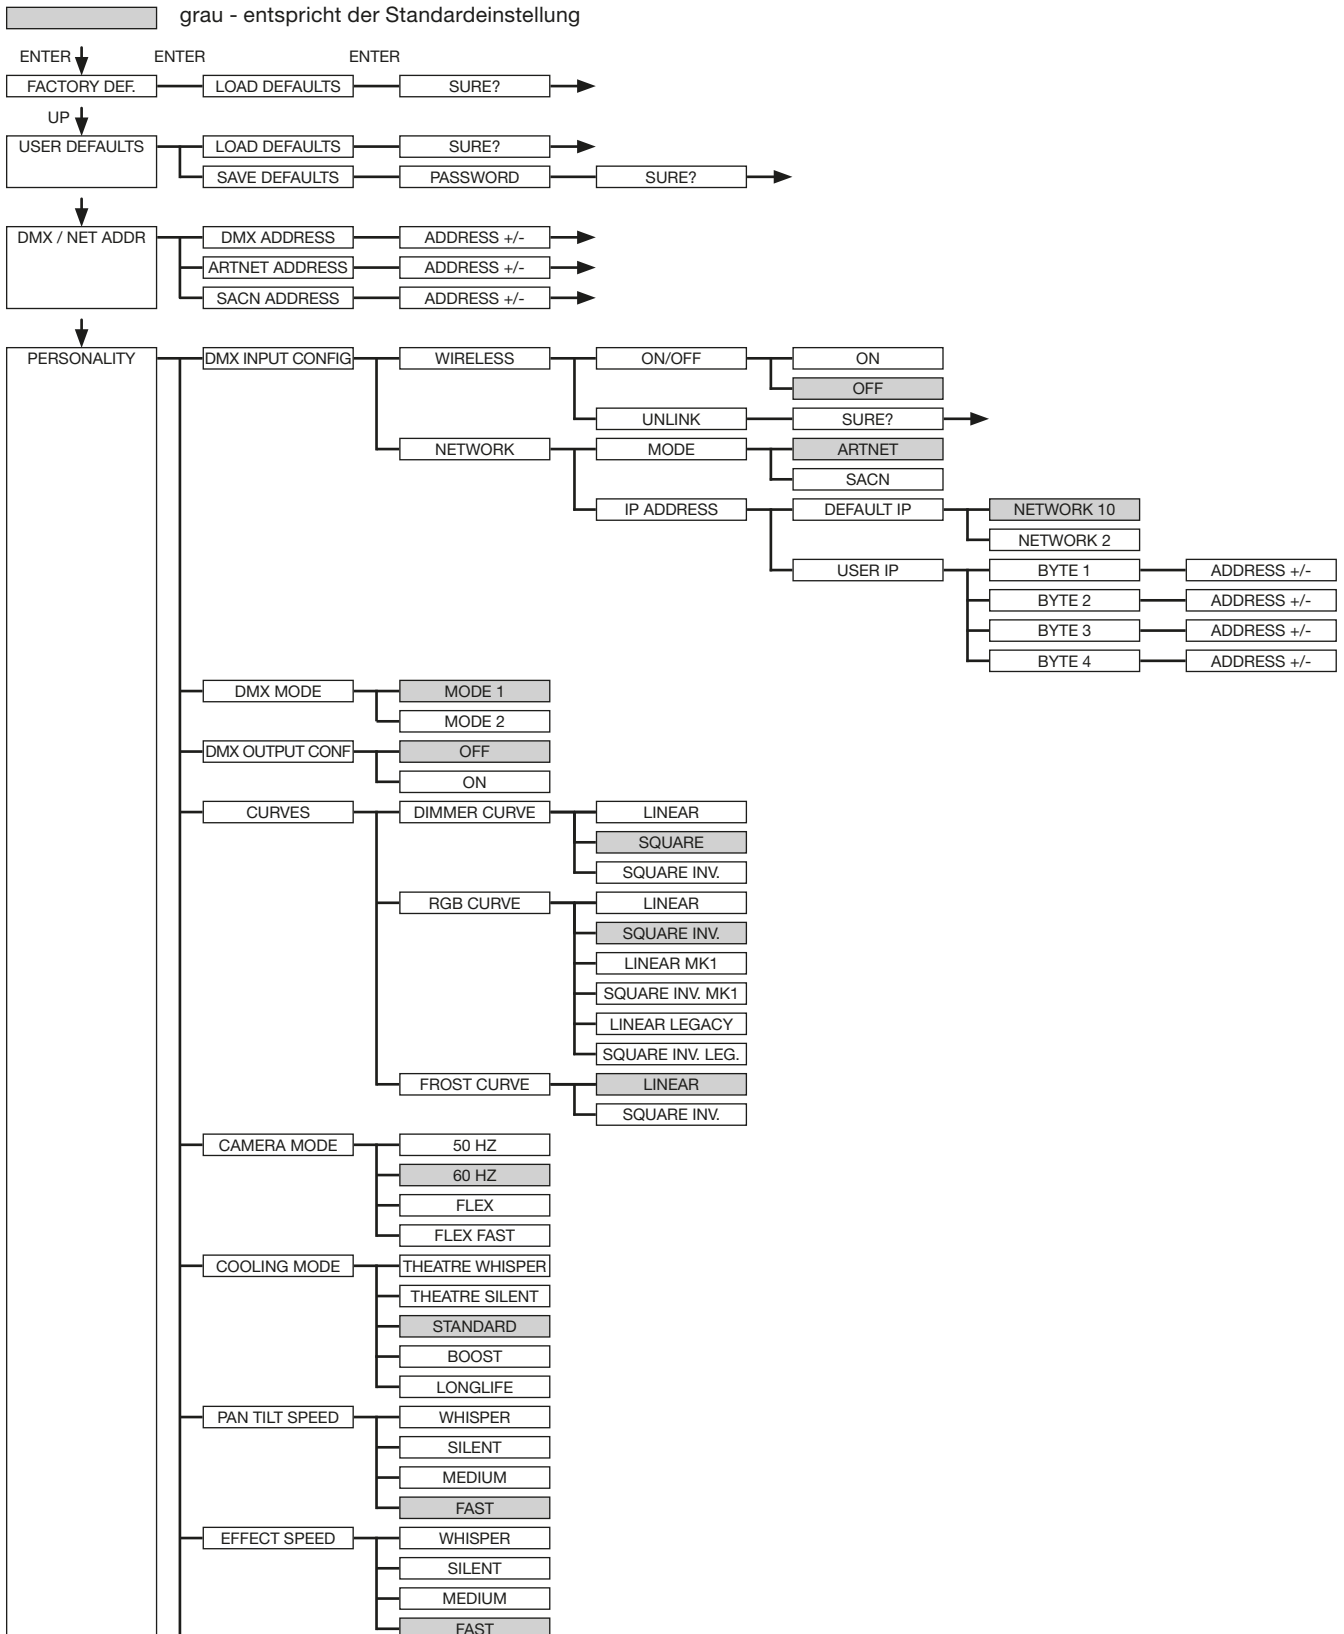 grau - entspricht der Standardeinstellung
ENTER ENTER ENTER
FACTORY DEF. LOAD DEFAULTS SURE?
UP
USER DEFAULTS LOAD DEFAULTS SURE?
SAVE DEFAULTS PASSWORD SURE?
DMX / NET ADDR DMX ADDRESS ADDRESS +/-
ARTNET ADDRESS ADDRESS +/-
SACN ADDRESS ADDRESS +/-
PERSONALITY DMX INPUT CONFIG WIRELESS ON/OFF ON
OFF
UNLINK SURE?
NETWORK MODE ARTNET
SACN
IP ADDRESS DEFAULT IP NETWORK 10
NETWORK 2
USER IP BYTE 1 ADDRESS +/-
BYTE 2 ADDRESS +/-
BYTE 3 ADDRESS +/-
BYTE 4 ADDRESS +/-
DMX MODE MODE 1
MODE 2
DMX OUTPUT CONF OFF
ON
CURVES DIMMER CURVE LINEAR
SQUARE
SQUARE INV.
RGB CURVE LINEAR
SQUARE INV.
LINEAR MK1
SQUARE INV. MK1
LINEAR LEGACY
SQUARE INV. LEG.
FROST CURVE LINEAR
SQUARE INV.
CAMERA MODE 50 HZ
60 HZ
FLEX
FLEX FAST
COOLING MODE THEATRE WHISPER
THEATRE SILENT
STANDARD
BOOST
LONGLIFE
PAN TILT SPEED WHISPER
SILENT
MEDIUM
FAST
EFFECT SPEED WHISPER
SILENT
MEDIUM
FAST